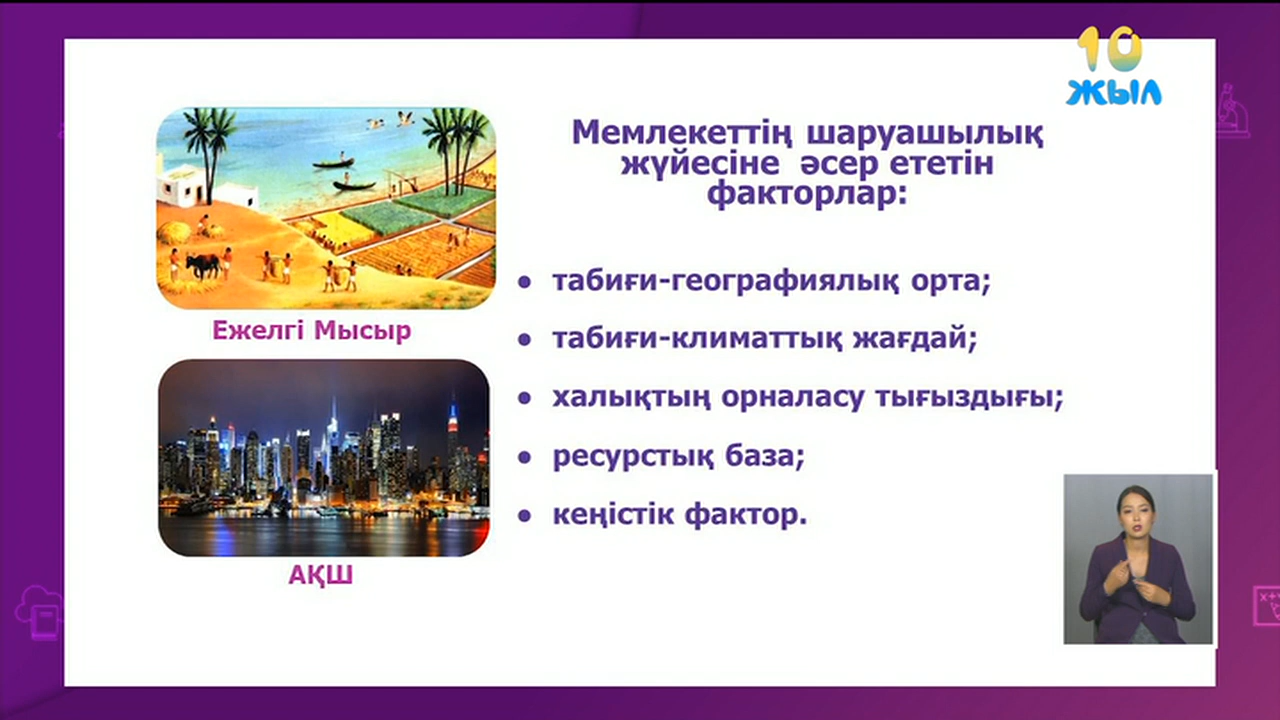 10
ЖЫЛ
Мемлекеттің шаруашылық
жүйесіне әсер ететін
факторлар:
• табиғи-географиялық орта;
Ежелгі Мысыр
• табиғи-климаттық жағдай;
• халықтың орналасу тығыздығы;
• ресурстық база;
• кеңістік фактор.
АҚШ